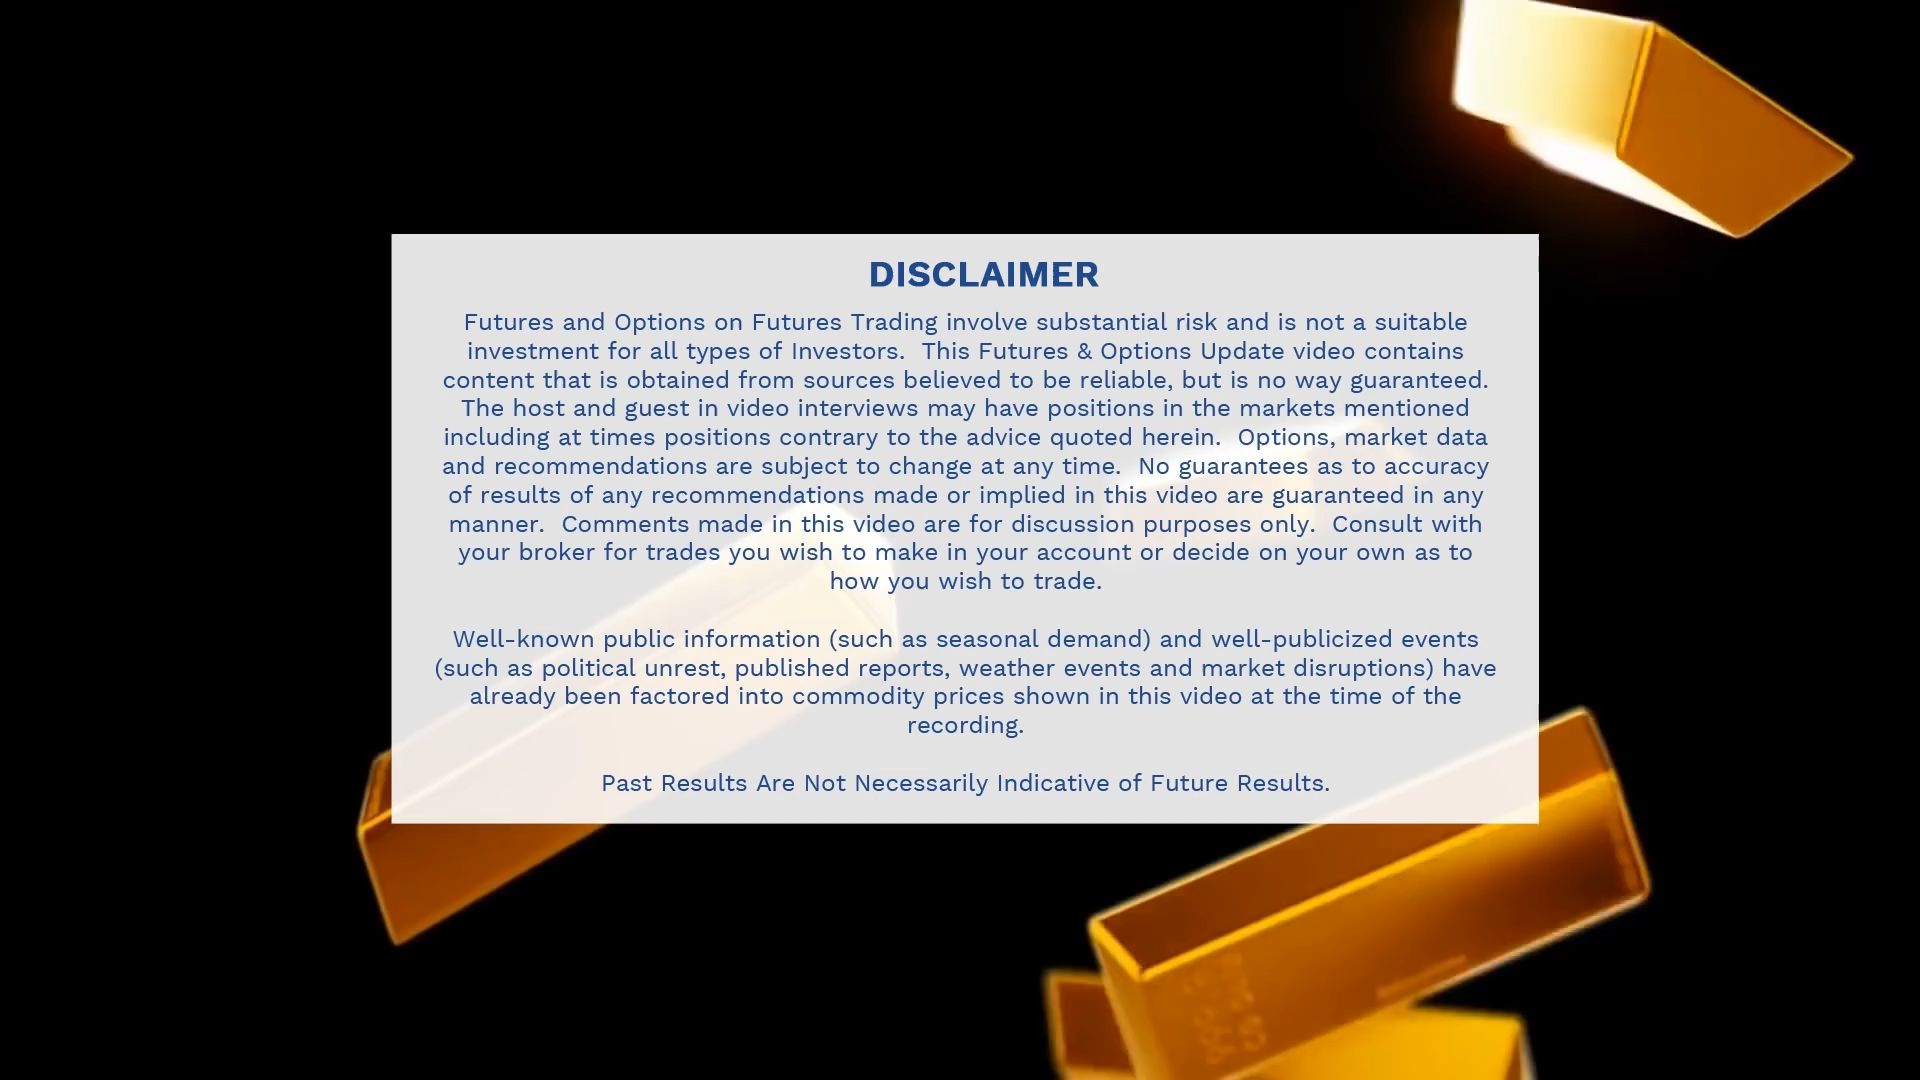 DISCLAIMER
Futures and Options on Futures Trading involve substantial risk and is not a suitable
investment for all types of Investors.  This Futures & Options Update video contains
content that is obtained from sources believed to be reliable, but is no way guaranteed.
The host and guest in video interviews may have positions in the markets mentioned
including at times positions contrary to the advice quoted herein.  Options, market data
and recommendations are subject to change at any time.  No guarantees as to accuracy
of results of any recommendations made or implied in this video are guaranteed in any
manner.  Comments made in this video are for discussion purposes only.  Consult with
your broker for trades you wish to make in your account or decide on your own as to
how you wish to trade.
Well-known public information (such as seasonal demand) and well-publicized events
(such as political unrest, published reports, weather events and market disruptions) have
already been factored into commodity prices shown in this video at the time of the
recording.
Past Results Are Not Necessarily Indicative of Future Results.